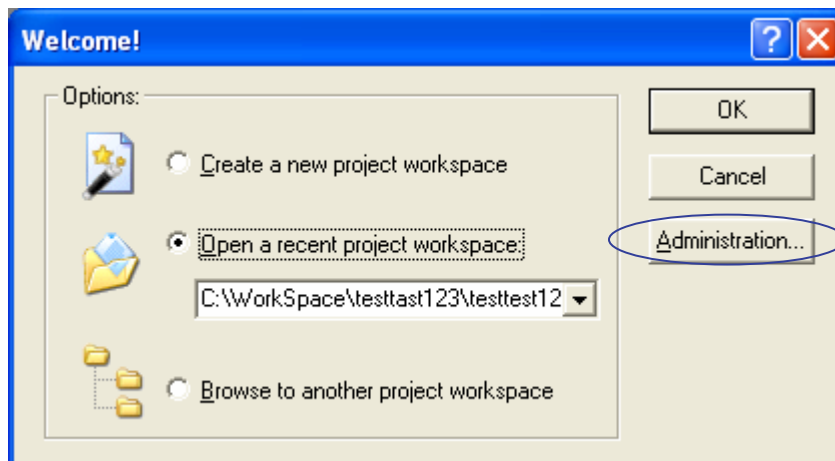 Welcome!
Options:
Create a new project workspace
Open a recent project workspace:
C:\WorkSpace\testtast123\testtest12
Browse to another project workspace
OK
Cancel
Administration...